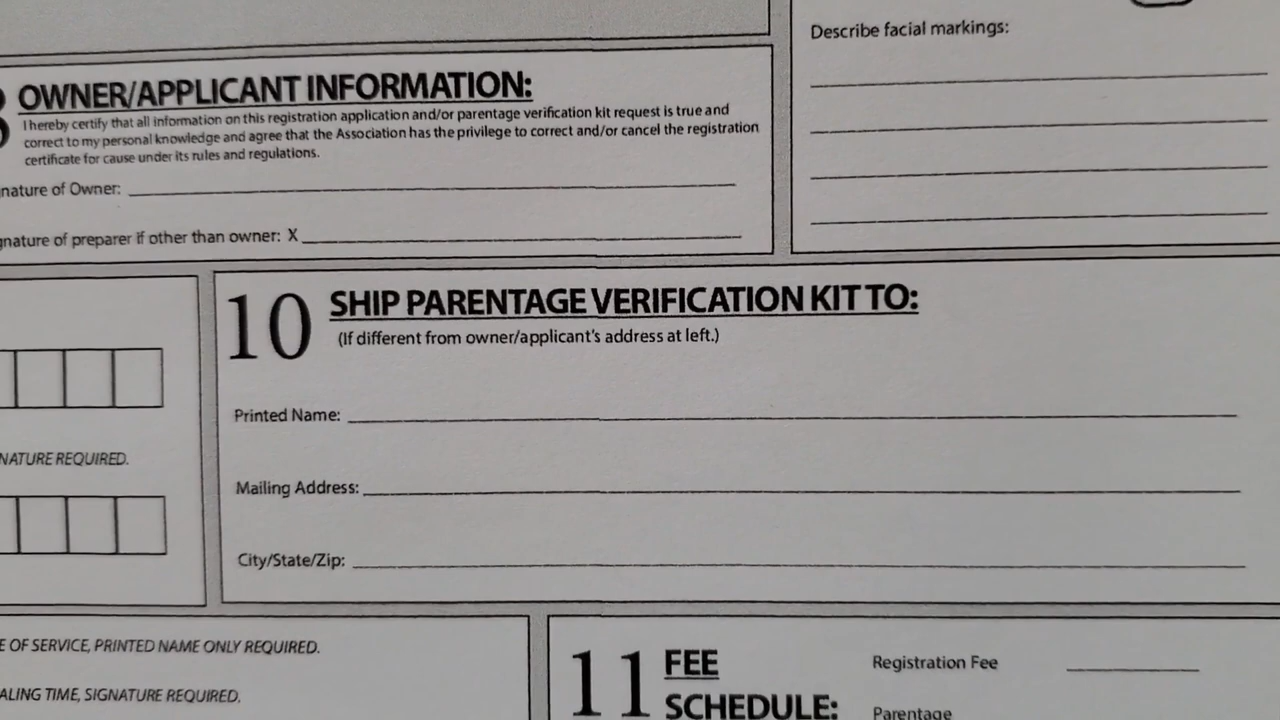 Describe facial markings:
OWNER/APPLICANT INFORMATION:
I hereby certify that all information on this registration application and/or parentage verification kit request is true and
correct to my personal knowledge and agree that the Association has the privilege to correct and/or cancel the registration
certificate for cause under its rules and regulations.
nature of Owner:
gnature of preparer if other than owner: X
10 SHIP PARENTAGE VERIFICATION KIT TO:
(If different from owner/applicant's address at left.)
Printed Name:
NATURE REQUIRED.
Mailing Address:
City/State/Zip:
E OF SERVICE, PRINTED NAME ONLY REQUIRED.
ALING TIME, SIGNATURE REQUIRED.
11 FEE
SCHEDULE:
Registration Fee
Parentage